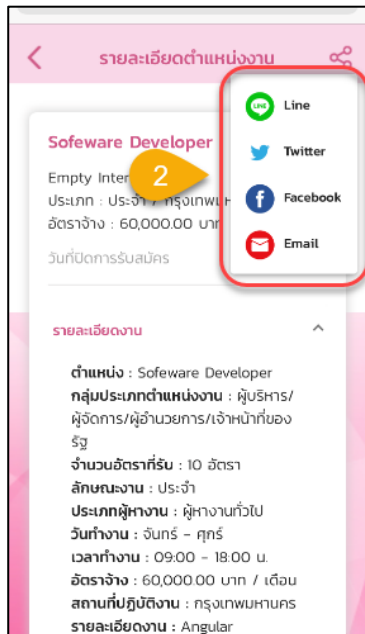 รายละเอียดตำแหน่งงาน
LINE
Line
Twitter
Facebook
Email
2
Sofeware Developer
Empty Inter
ประเภท : ประจำ / กรุงเทพมห
อัตราจ้าง : 60,000.00 บาท
วันที่ปิดการรับสมัคร
รายละเอียดงาน
ตำแหน่ง : Sofeware Developer
กลุ่มประเภทตำแหน่งงาน : ผู้บริหาร/
ผู้จัดการ/ผู้อำนวยการ/เจ้าหน้าที่ของ
รัฐ
จำนวนอัตราที่รับ : 10 อัตรา
ลักษณะงาน : ประจำ
ประเภทผู้หางาน : ผู้หางานทั่วไป
วันทำงาน : จันทร์ - ศุกร์
เวลาทำงาน : 09:00 - 18:00 น.
อัตราจ้าง : 60,000.00 บาท / เดือน
สถานที่ปฏิบัติงาน : กรุงเทพมหานคร
รายละเอียดงาน : Angular